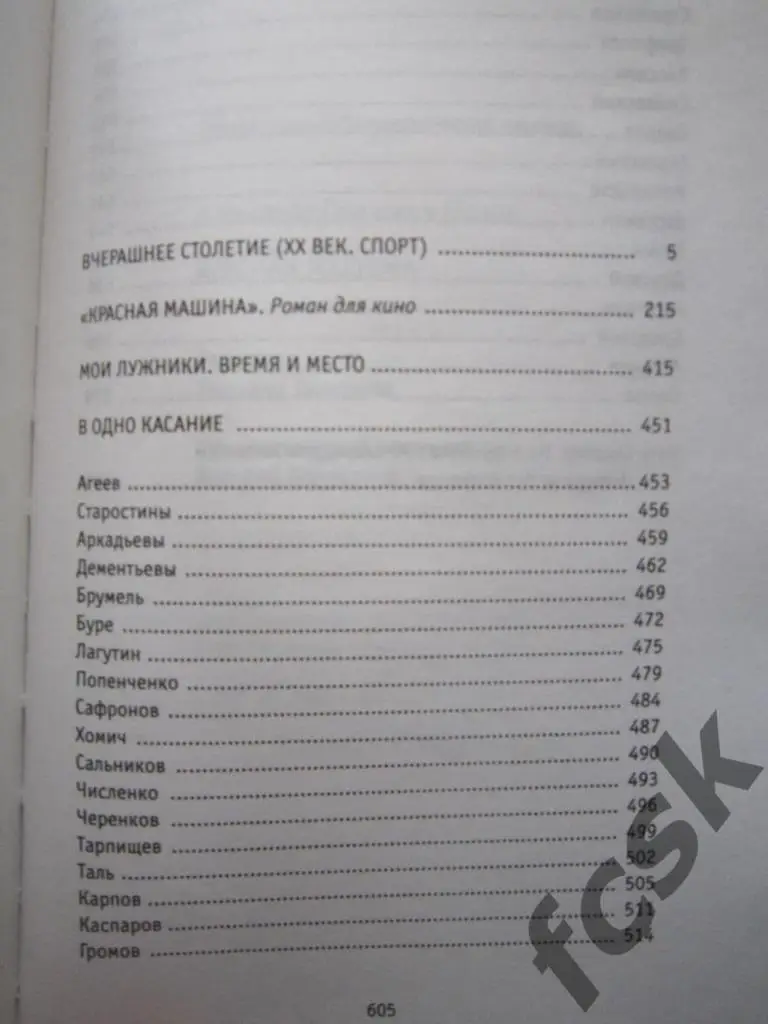 ВЧЕРАШНЕЕ СТОЛЕТИЕ (XX ВЕК. СПОРТ) ........ 5
«КРАСНАЯ МАШИНА». Роман для кино ........ 215
МОИ ЛУЖНИКИ. ВРЕМЯ И МЕСТО ........ 415
В ОДНО КАСАНИЕ ........ 451
Агеев ........ 453
Старостины ........ 456
Аркадьевы ........ 459
Дементьевы ........ 462
Брумель ........ 469
Буре ........ 472
Лагутин ........ 475
Попенченко ........ 479
Сафронов ........ 484
Хомич ........ 487
Сальников ........ 490
Численко ........ 493
Черенков ........ 496
Тарпищев ........ 499
Таль ........ 502
Карпов ........ 505
Каспаров ........ 511
Громов ........ 514
605
fcsk